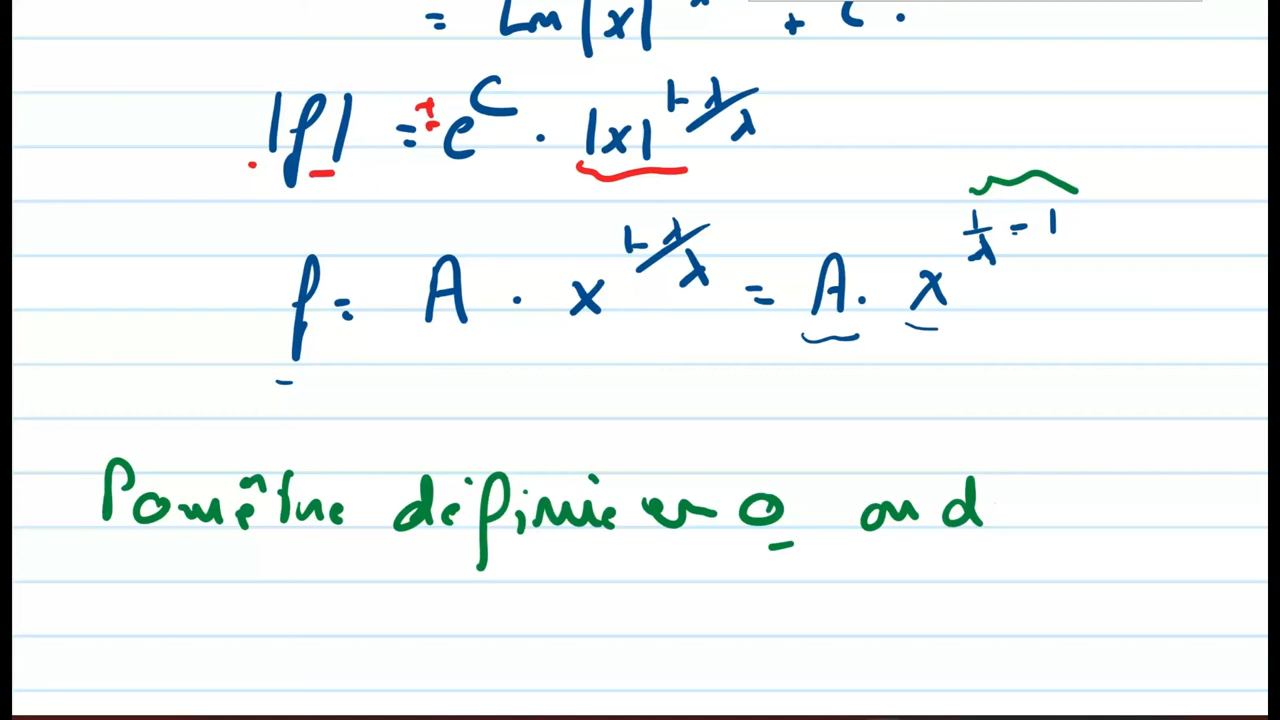 = Ln |x| + C.
|f| = ± e^C . |x|^{1-λ/λ}
f = A . x^{1-λ/λ} = A . x^{1/λ - 1}
Pour être définie en 0 on d